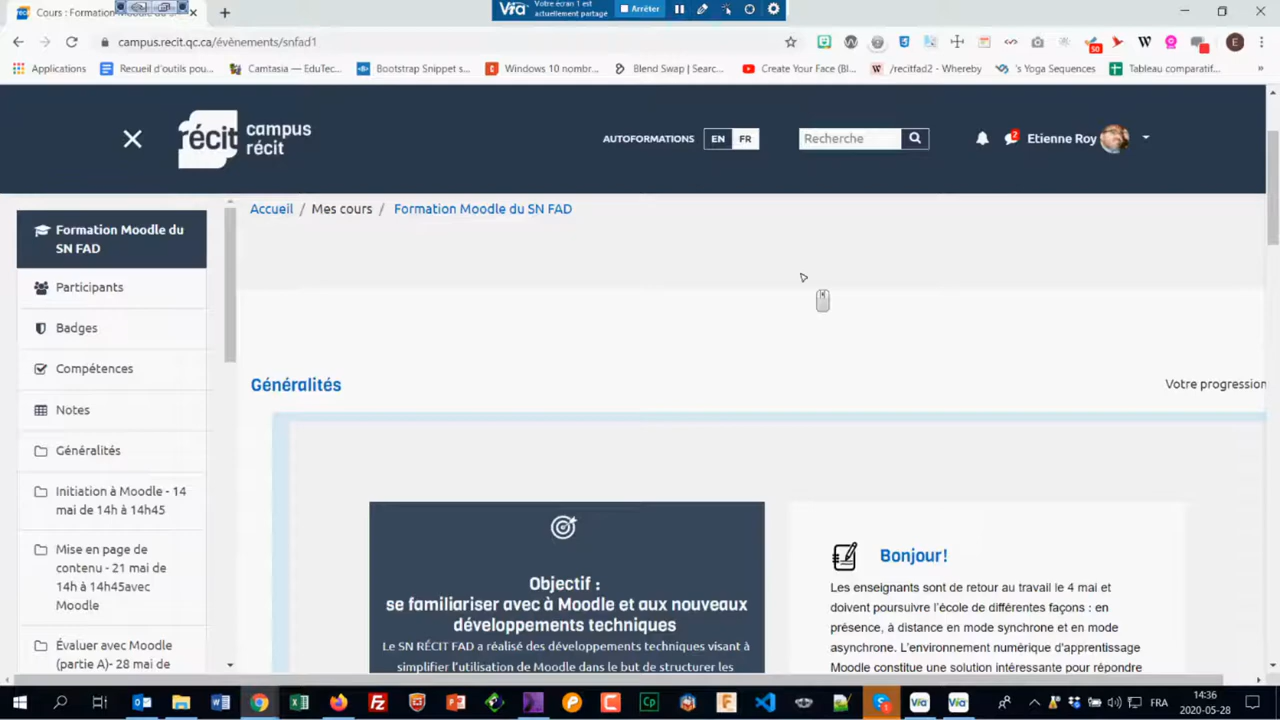 Cours : Formation Moodle du SN F
Vià
Votre écran 1 est
actuellement partagé
Arrêter
campus.recit.qc.ca/évènements/snfad1
50
W
E
Applications
Recueil d'outils pou...
Camtasia — EduTec...
Bootstrap Snippet s...
Windows 10 nombr...
Blend Swap | Searc...
Create Your Face (Bl...
/recitfad2 - Whereby
's Yoga Sequences
Tableau comparatif...
»
récit
campus
récit
AUTOFORMATIONS
EN
FR
Recherche
2
Etienne Roy
Accueil / Mes cours / Formation Moodle du SN FAD
Formation Moodle du
SN FAD
Participants
Badges
Compétences
Notes
Généralités
Initiation à Moodle - 14
mai de 14h à 14h45
Mise en page de
contenu - 21 mai de
14h à 14h45avec
Moodle
Évaluer avec Moodle
(partie A)- 28 mai de
Généralités
Votre progression
Objectif :
se familiariser avec à Moodle et aux nouveaux
développements techniques
Le SN RÉCIT FAD a réalisé des développements techniques visant à
simplifier l'utilisation de Moodle dans le but de structurer les
Bonjour!
Les enseignants sont de retour au travail le 4 mai et
doivent poursuivre l'école de différentes façons : en
présence, à distance en mode synchrone et en mode
asynchrone. L'environnement numérique d'apprentissage
Moodle constitue une solution intéressante pour répondre
FR
14:36
2020-05-28